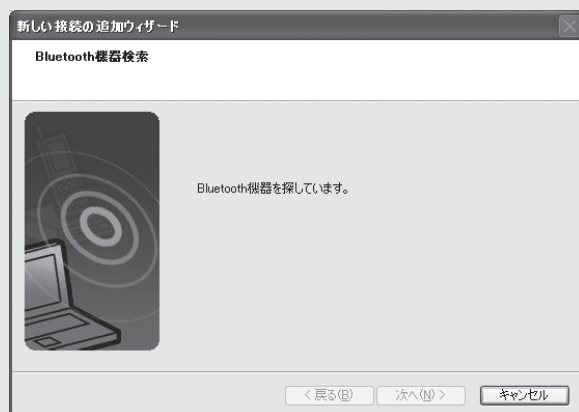 新しい接続の追加ウィザード
Bluetooth機器検索
Bluetooth機器を探しています。
< 戻る(B) 次へ(N) > キャンセル